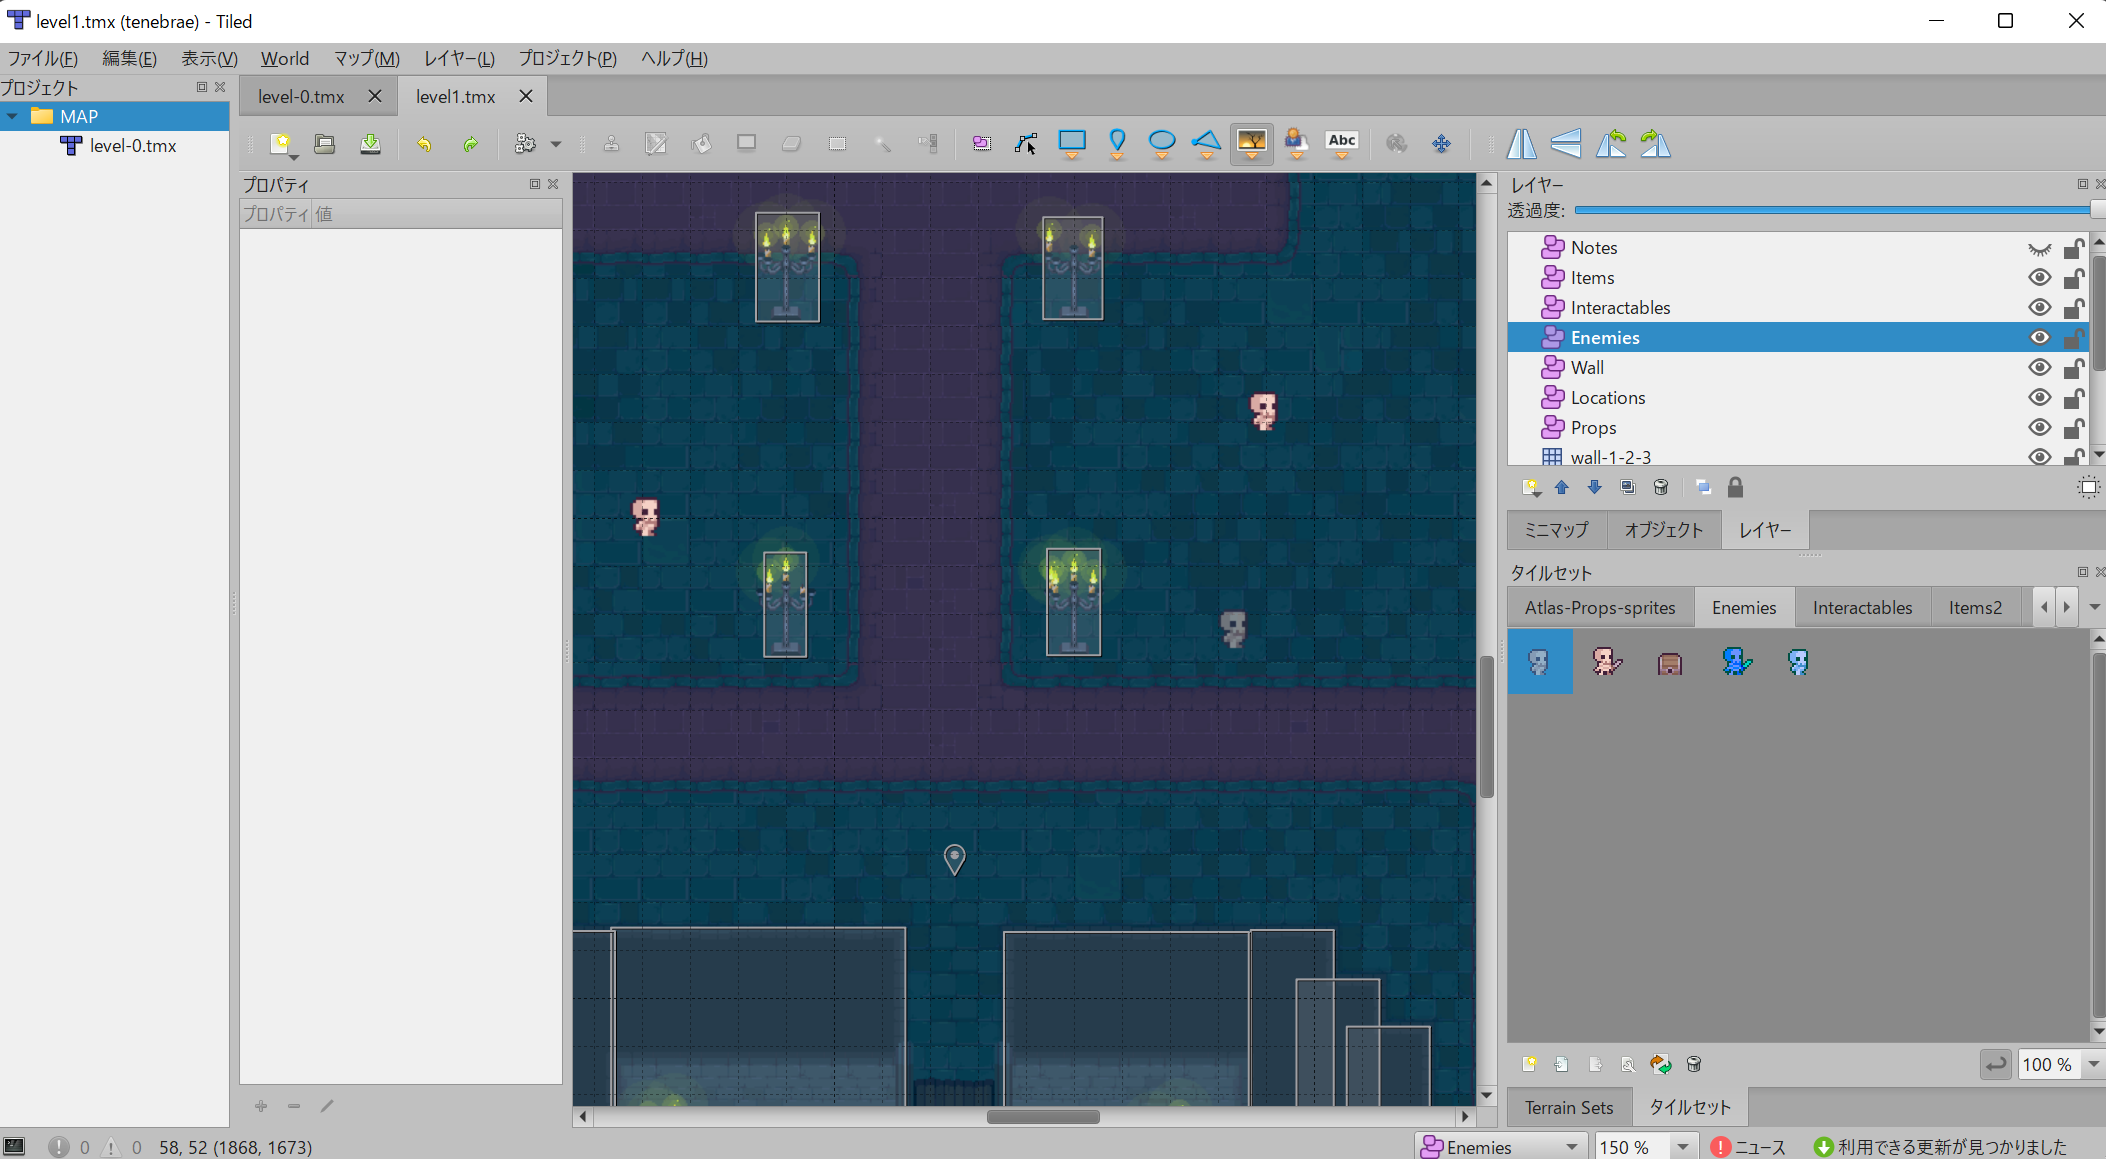 level1.tmx (tenebrae) - Tiled
ファイル(F) 編集(E) 表示(V) World マップ(M) レイヤー(L) プロジェクト(P) ヘルプ(H)
プロジェクト
MAP
level-0.tmx
level-0.tmx
level1.tmx
Abc
プロパティ
プロパティ 値
レイヤー
透過度:
Notes
Items
Interactables
Enemies
Wall
Locations
Props
wall-1-2-3
ミニマップ オブジェクト レイヤー
タイルセット
Atlas-Props-sprites Enemies Interactables Items2
100 %
Terrain Sets タイルセット
0 0 58, 52 (1868, 1673)
Enemies 150 % ニュース 利用できる更新が見つかりました